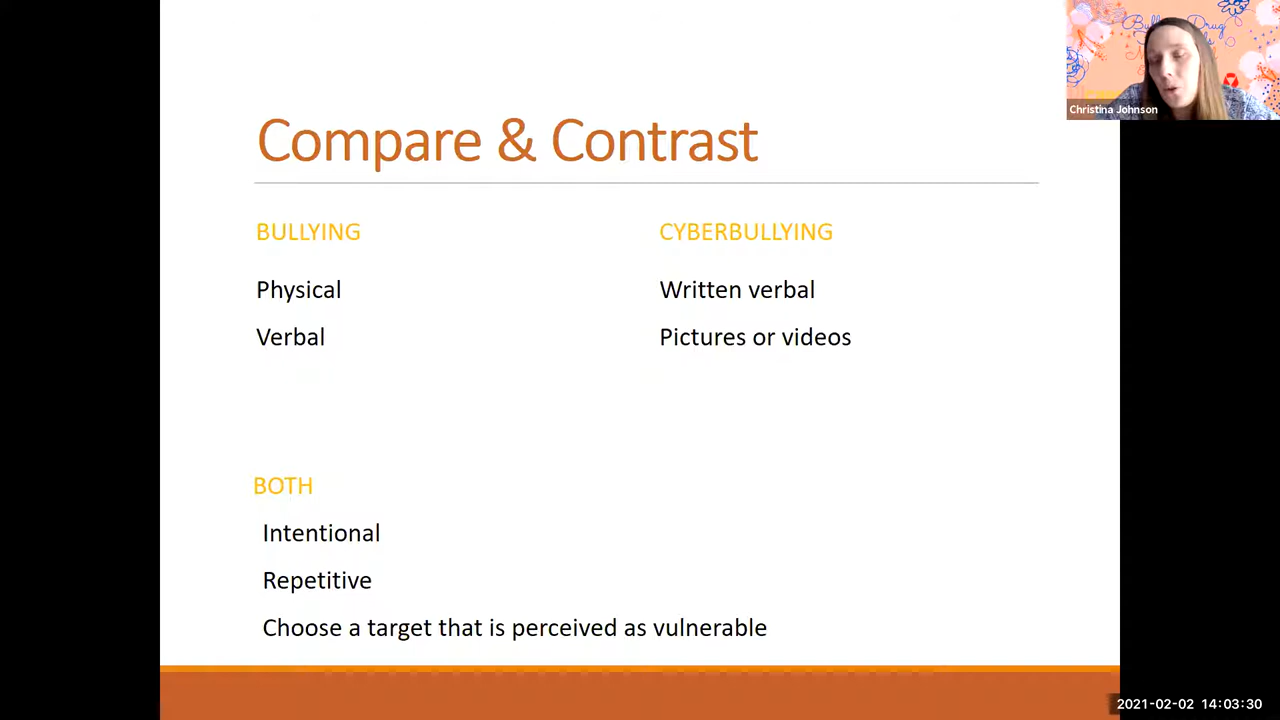 Compare & Contrast
BULLYING
Physical
Verbal
CYBERBULLYING
Written verbal
Pictures or videos
BOTH
Intentional
Repetitive
Choose a target that is perceived as vulnerable
Christina Johnson
2021-02-02 14:03:30